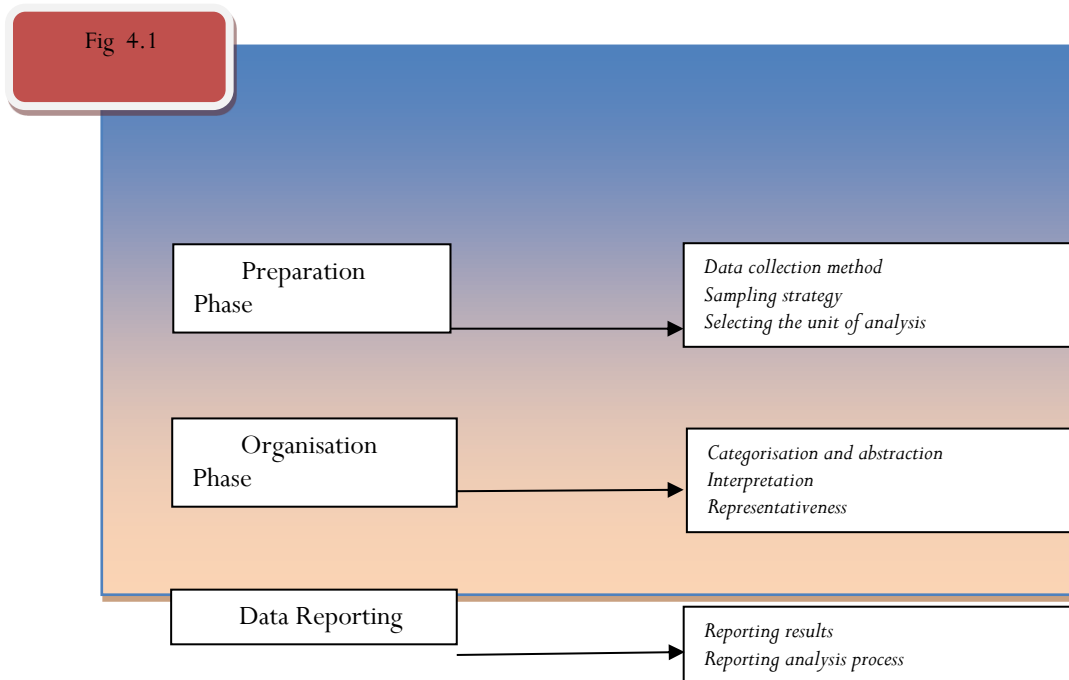 Fig 4.1
Preparation
Phase
Data collection method
Sampling strategy
Selecting the unit of analysis
Organisation
Phase
Categorisation and abstraction
Interpretation
Representativeness
Data Reporting
Reporting results
Reporting analysis process